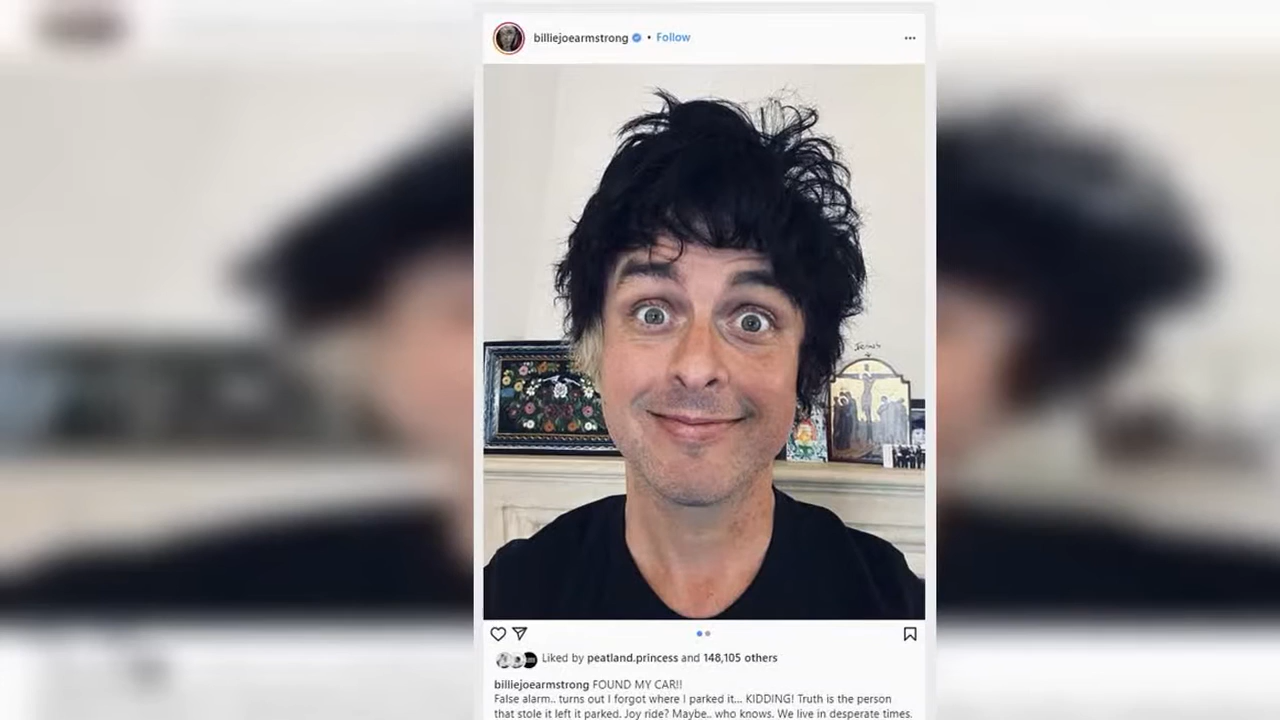 billiejoearmstrong • Follow
Liked by peatland.princess and 148,105 others
billiejoearmstrong FOUND MY CAR!!
False alarm.. turns out I forgot where I parked it... KIDDING! Truth is the person
that stole it left it parked. Joy ride? Maybe.. who knows. We live in desperate times.